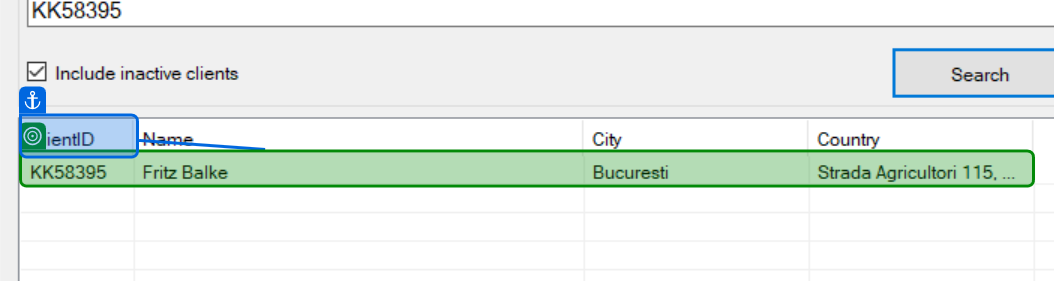 KK58395
Include inactive clients
Search
ientID Name City Country
KK58395 Fritz Balke Bucuresti Strada Agricultori 115, ...